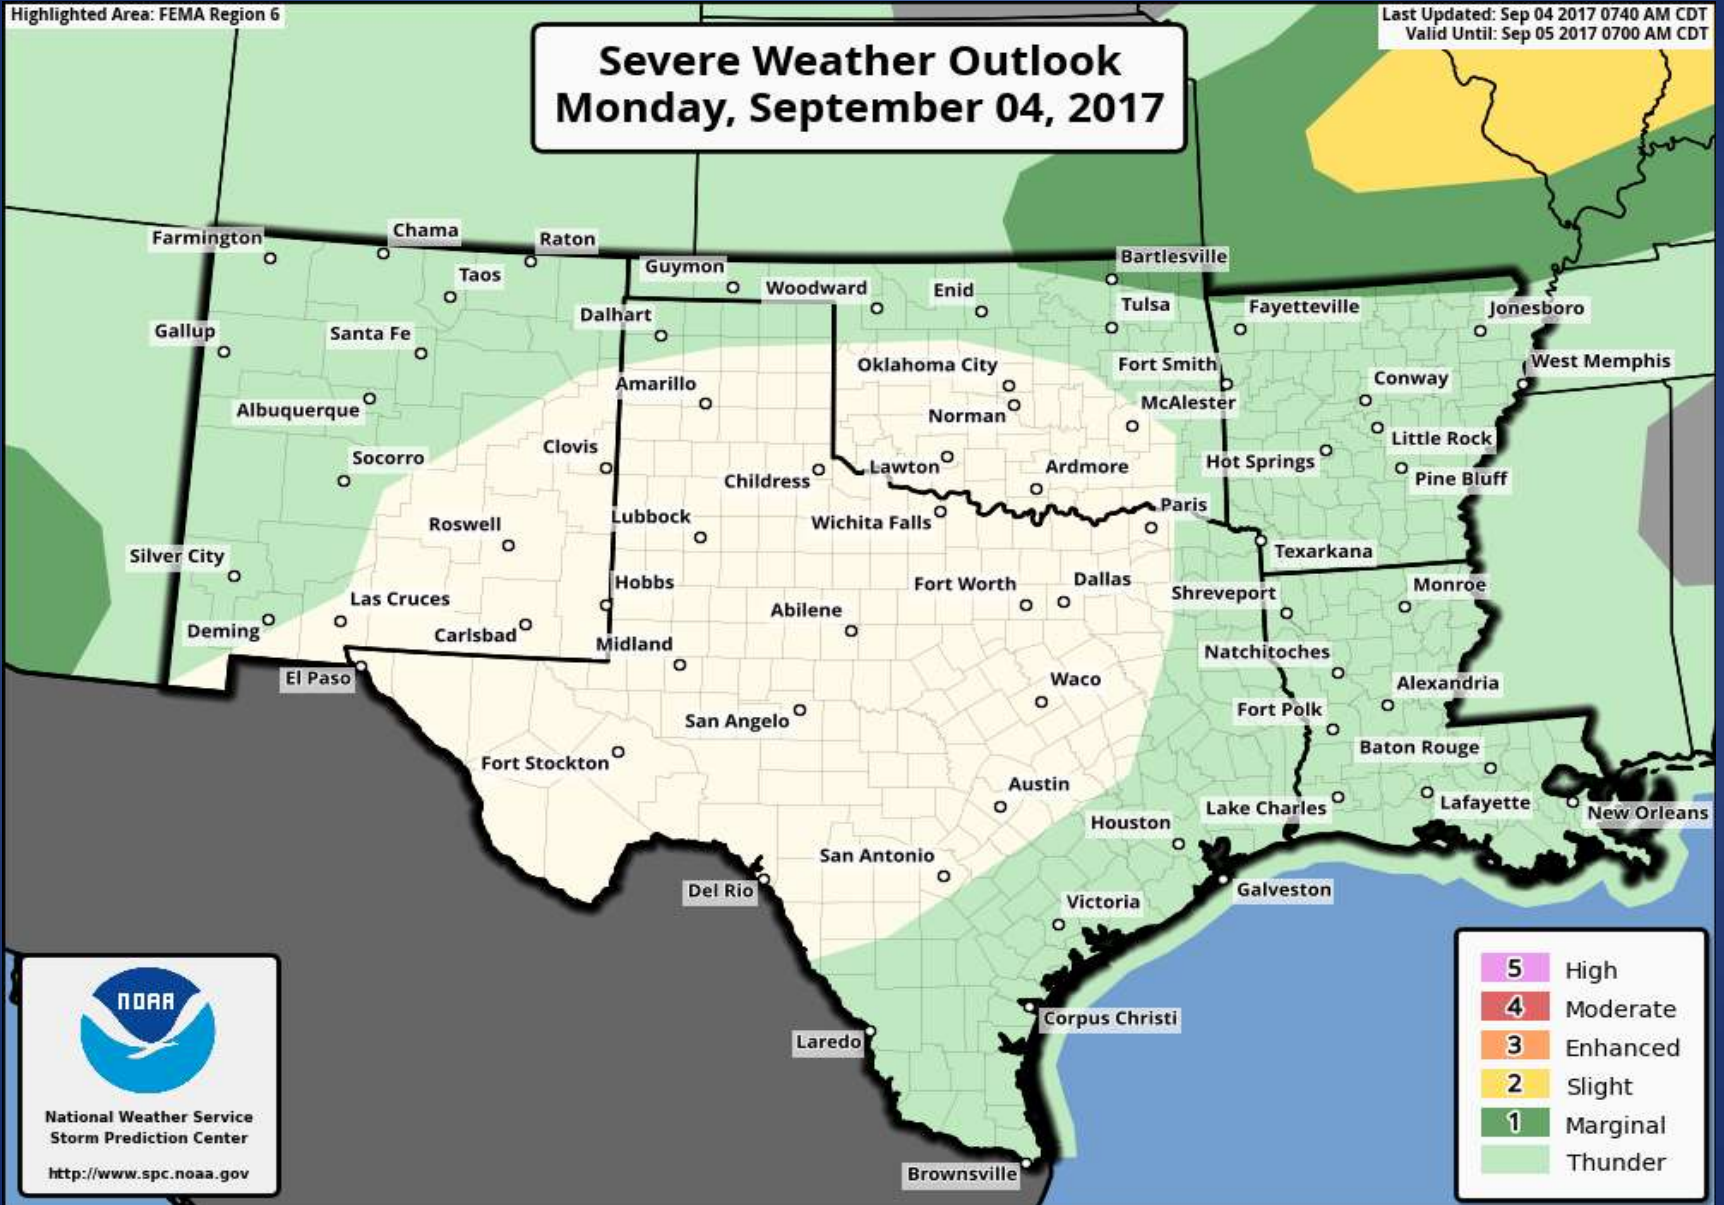 Highlighted Area: FEMA Region 6
Last Updated: Sep 04 2017 0740 AM CDT
Valid Until: Sep 05 2017 0700 AM CDT
Severe Weather Outlook
Monday, September 04, 2017
Farmington
Chama
Raton
Taos
Guymon
Woodward
Enid
Bartlesville
Tulsa
Fayetteville
Jonesboro
Gallup
Santa Fe
Dalhart
Oklahoma City
Fort Smith
West Memphis
Albuquerque
Amarillo
Norman
McAlester
Conway
Socorro
Clovis
Childress
Lawton
Ardmore
Hot Springs
Little Rock
Pine Bluff
Roswell
Lubbock
Wichita Falls
Paris
Texarkana
Silver City
Las Cruces
Hobbs
Abilene
Fort Worth
Dallas
Shreveport
Monroe
Deming
Carlsbad
Midland
Natchitoches
El Paso
San Angelo
Waco
Fort Polk
Alexandria
Fort Stockton
Austin
Baton Rouge
Lake Charles
Lafayette
New Orleans
Houston
San Antonio
Del Rio
Galveston
Victoria
Corpus Christi
Laredo
Brownsville
NOAA
National Weather Service
Storm Prediction Center
http://www.spc.noaa.gov
5 High
4 Moderate
3 Enhanced
2 Slight
1 Marginal
Thunder